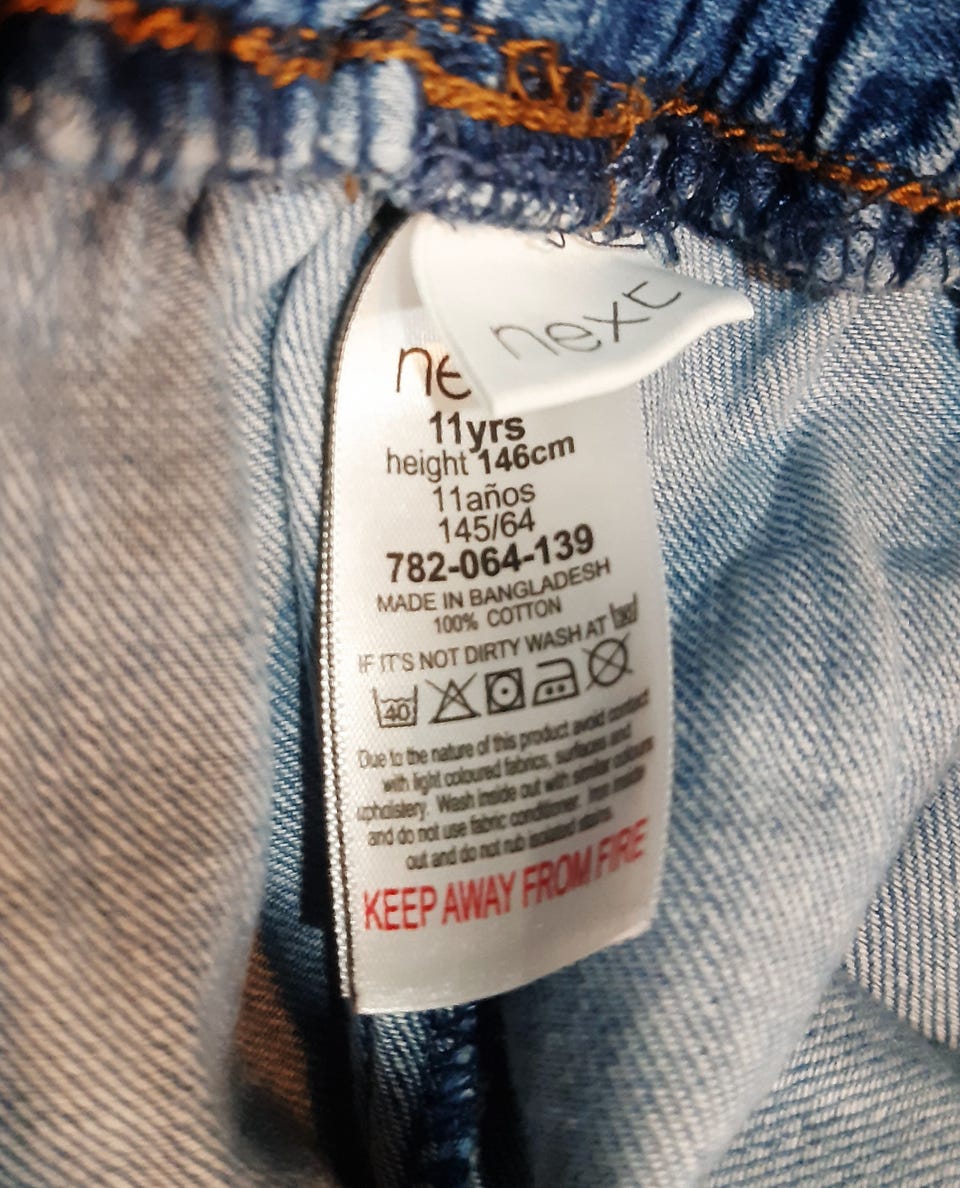 next
ne
11yrs
height 146cm
11años
145/64
782-064-139
MADE IN BANGLADESH
100% COTTON
IF IT'S NOT DIRTY WASH AT
40
Due to the nature of this product avoid contact
with light coloured fabrics, surfaces and
upholstery. Wash inside out with similar colours
and do not use fabric conditioner. Iron inside
out and do not rub isolated stains.
KEEP AWAY FROM FIRE